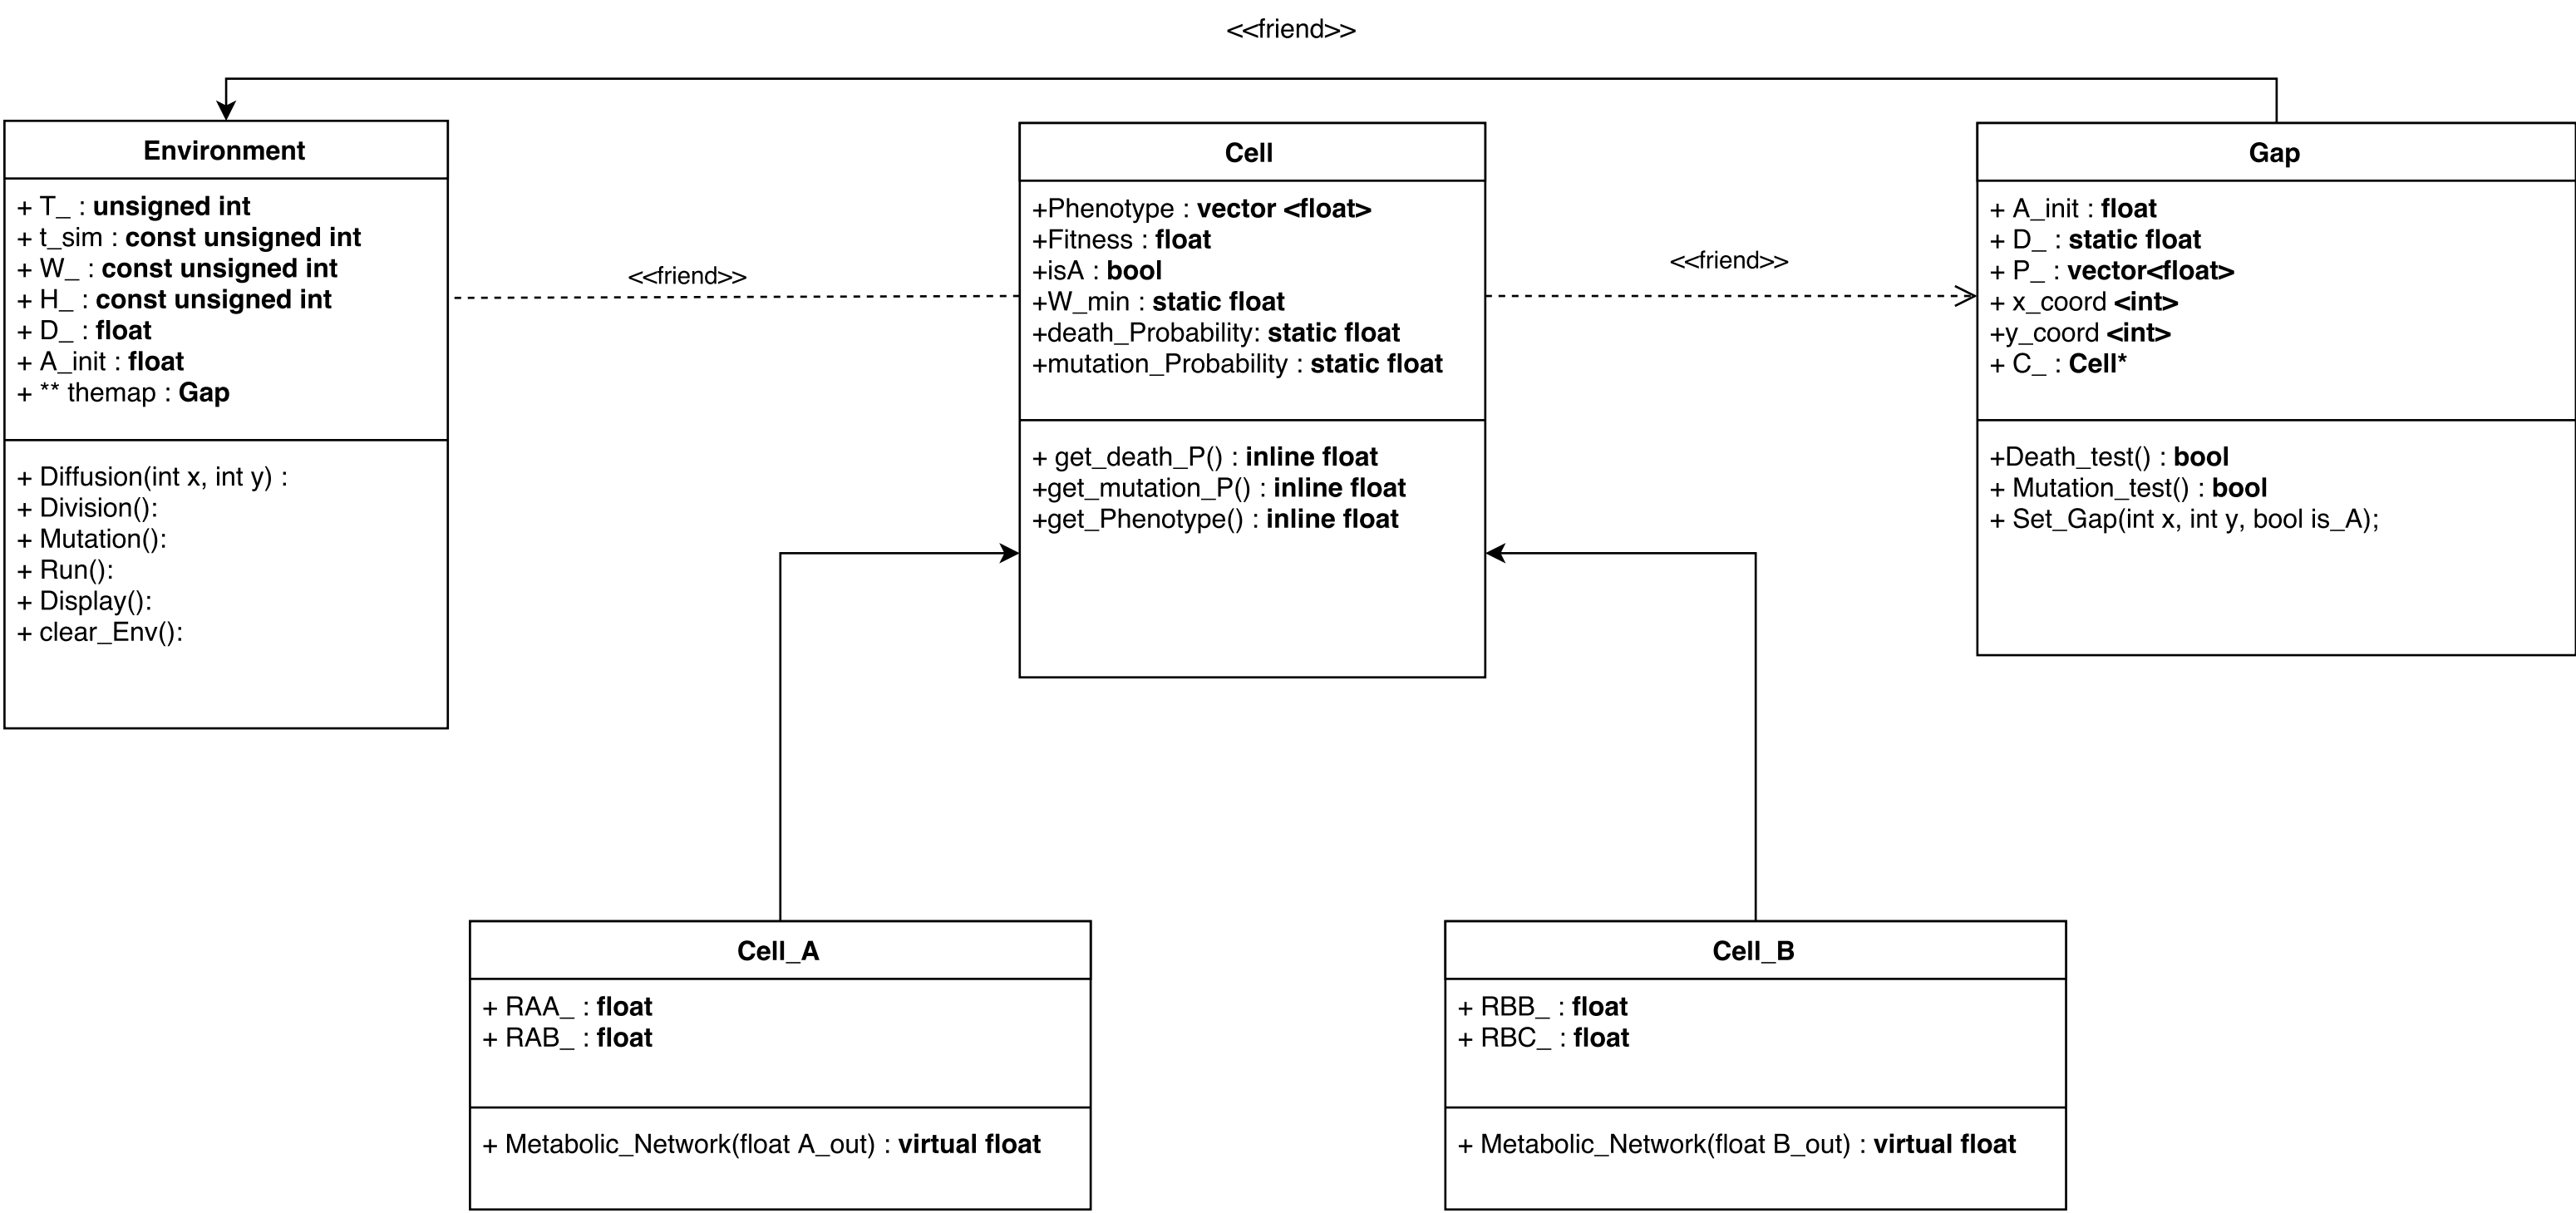 <<friend>>
Environment
+ T_ : unsigned int
+ t_sim : const unsigned int
+ W_ : const unsigned int
+ H_ : const unsigned int
+ D_ : float
+ A_init : float
+ ** themap : Gap
+ Diffusion(int x, int y) :
+ Division():
+ Mutation():
+ Run():
+ Display():
+ clear_Env():
<<friend>>
Cell
+Phenotype : vector <float>
+Fitness : float
+isA : bool
+W_min : static float
+death_Probability: static float
+mutation_Probability : static float
+ get_death_P() : inline float
+get_mutation_P() : inline float
+get_Phenotype() : inline float
<<friend>>
Gap
+ A_init : float
+ D_ : static float
+ P_ : vector<float>
+ x_coord <int>
+y_coord <int>
+ C_ : Cell*
+Death_test() : bool
+ Mutation_test() : bool
+ Set_Gap(int x, int y, bool is_A);
Cell_A
+ RAA_ : float
+ RAB_ : float
+ Metabolic_Network(float A_out) : virtual float
Cell_B
+ RBB_ : float
+ RBC_ : float
+ Metabolic_Network(float B_out) : virtual float